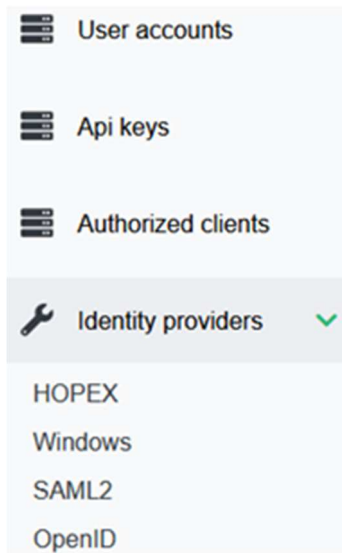 User accounts
Api keys
Authorized clients
Identity providers
HOPEX
Windows
SAML2
OpenID